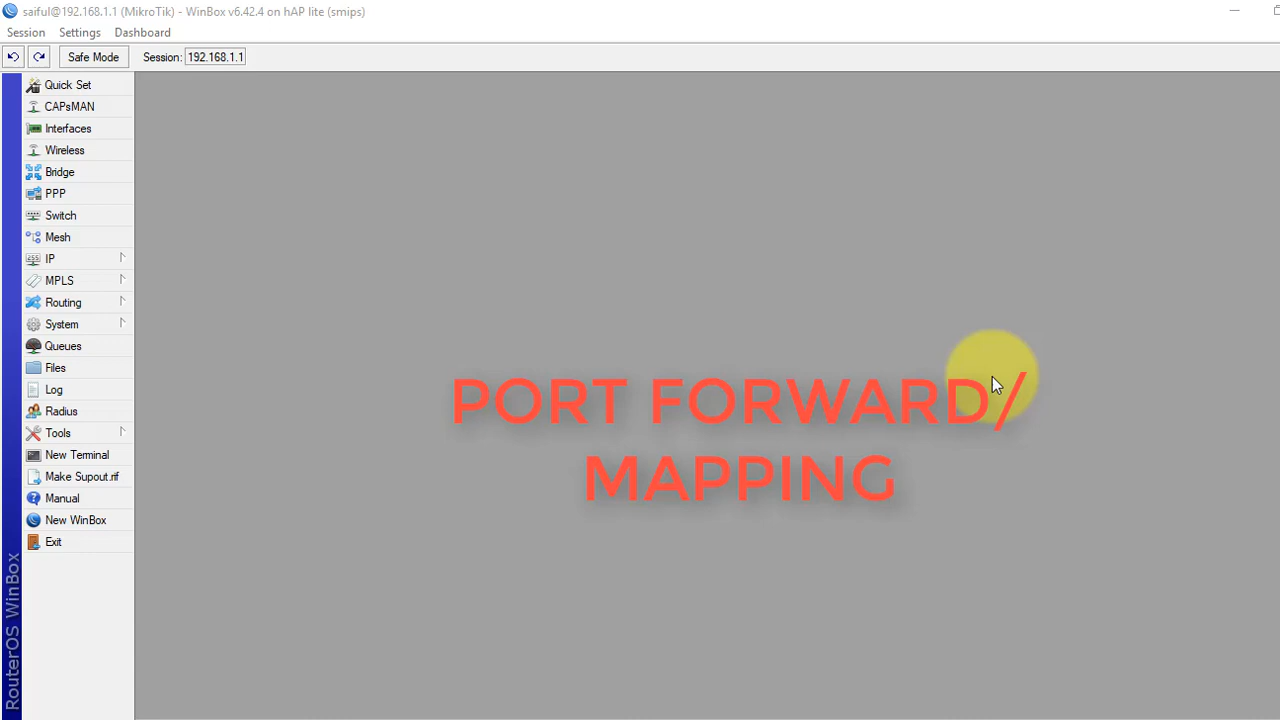 saiful@192.168.1.1 (MikroTik) - WinBox v6.42.4 on hAP lite (smips)
Session Settings Dashboard
Safe Mode Session: 192.168.1.1
Quick Set
CAPsMAN
Interfaces
Wireless
Bridge
PPP
Switch
Mesh
IP
MPLS
Routing
System
Queues
Files
Log
Radius
Tools
New Terminal
Make Supout.rif
Manual
New WinBox
Exit
RouterOS WinBox
PORT FORWARD/
MAPPING